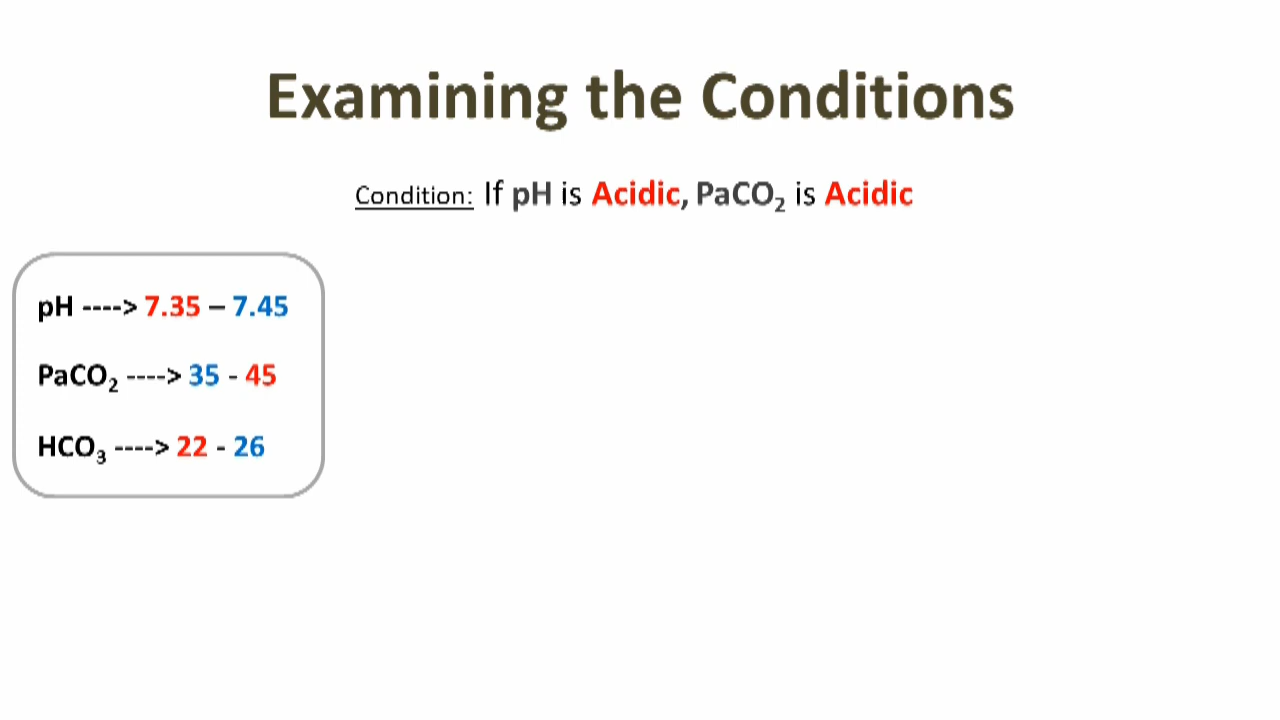 Examining the Conditions
Condition: If pH is Acidic, PaCO₂ is Acidic
pH ----> 7.35 – 7.45
PaCO₂ ----> 35 - 45
HCO₃ ----> 22 - 26